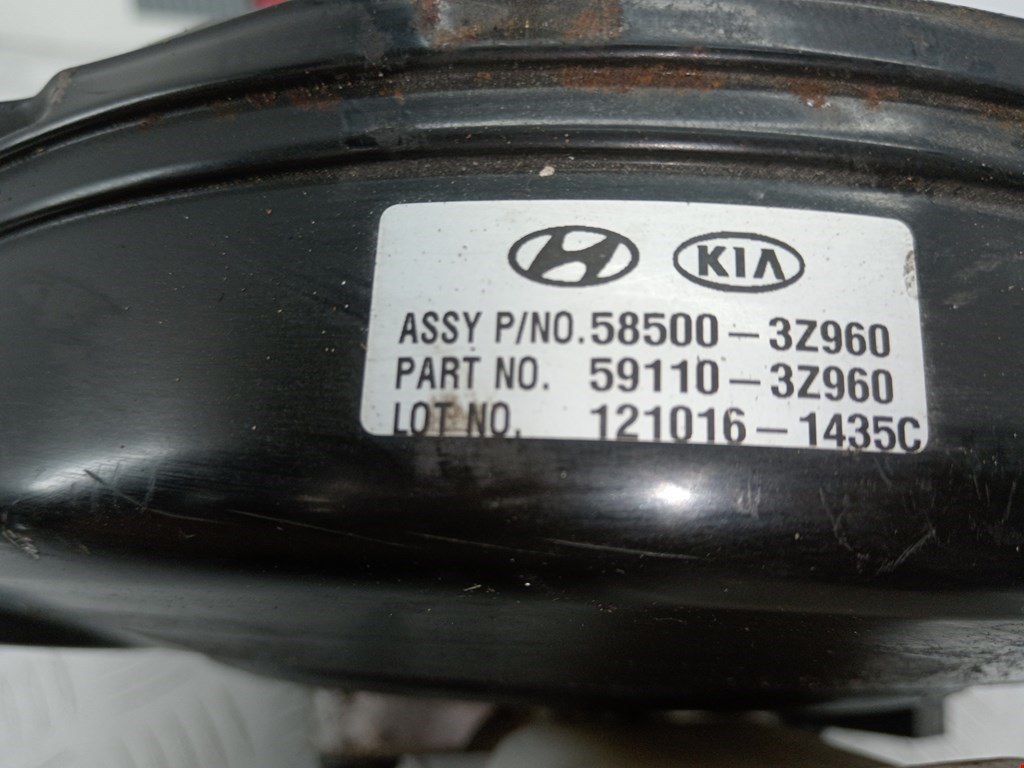 KIA
ASSY P/NO. 58500-3Z960
PART NO. 59110-3Z960
LOT NO. 121016-1435C